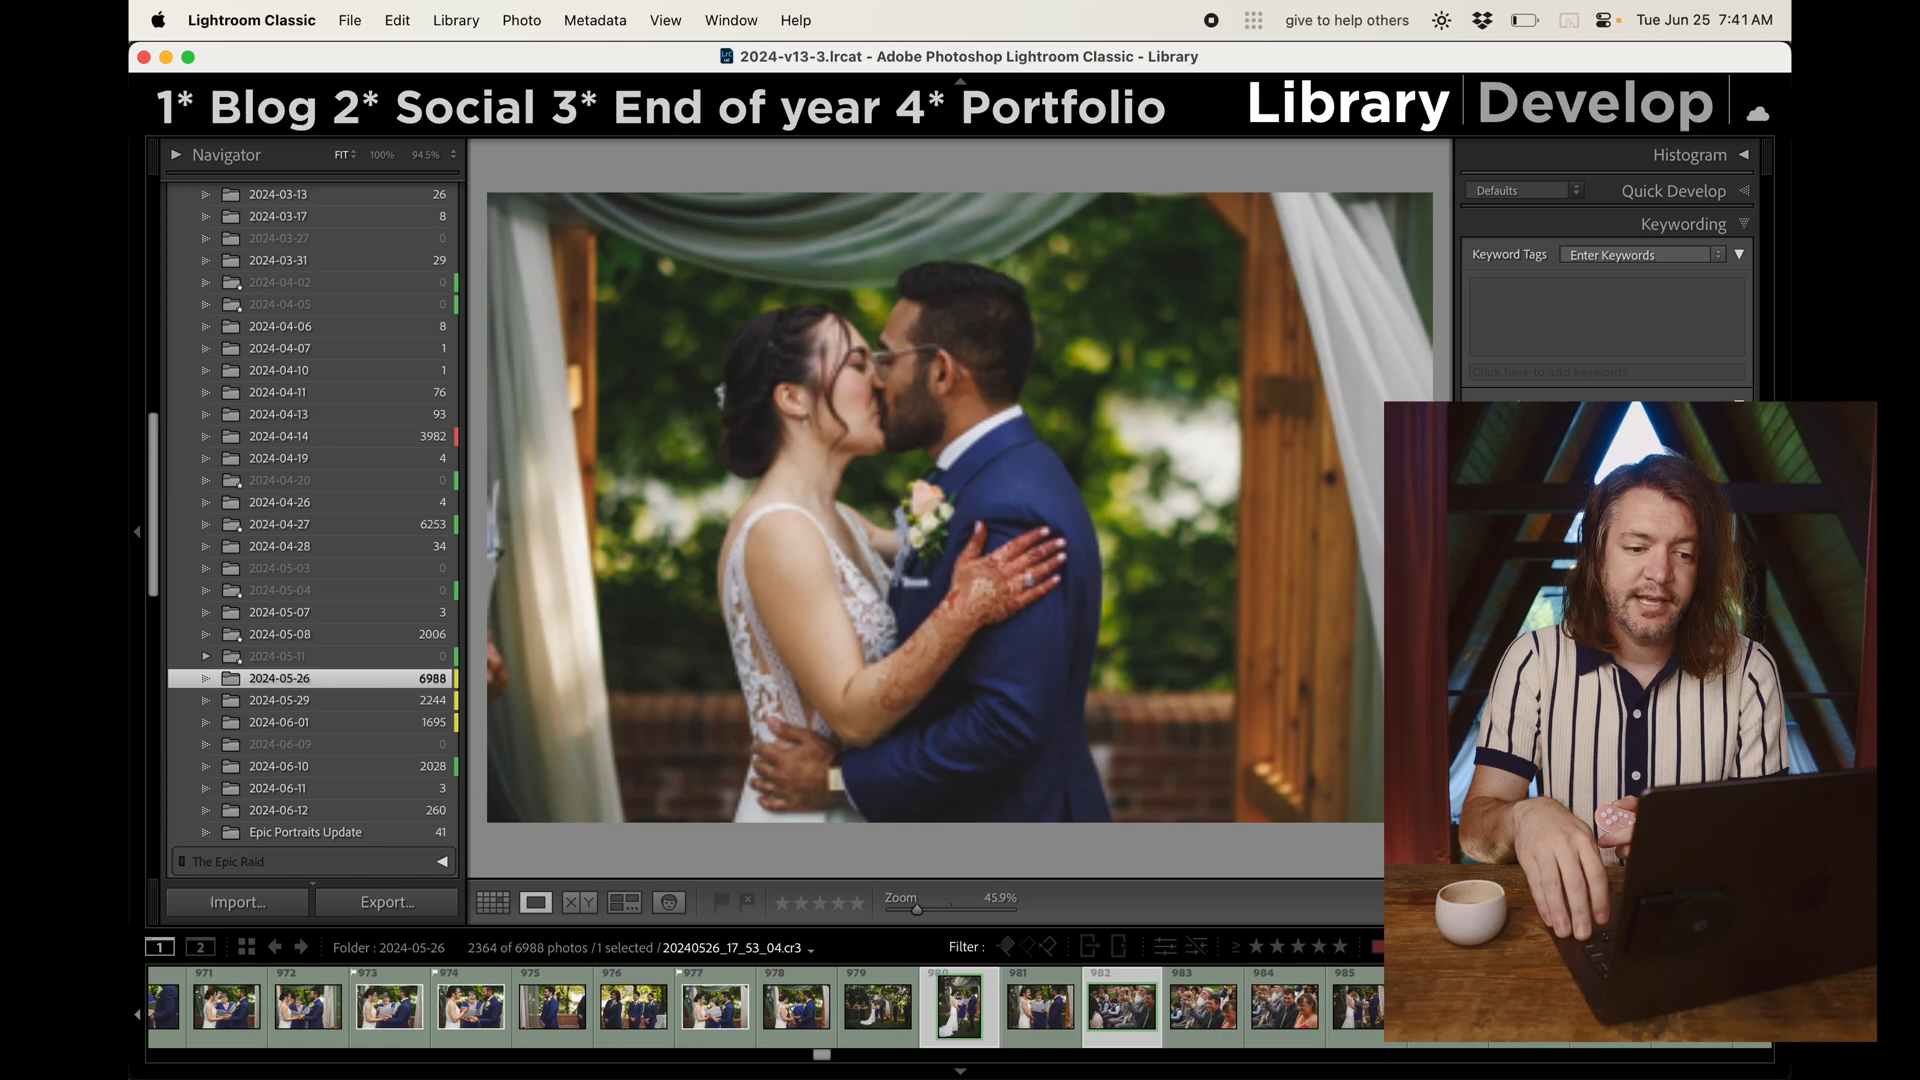 Lightroom Classic File Edit Library Photo Metadata View Window Help give to help others Tue Jun 25 7:41 AM
2024-v13-3.lrcat - Adobe Photoshop Lightroom Classic - Library
1* Blog 2* Social 3* End of year 4* Portfolio Library Develop
Navigator FIT 100% 94.5% Histogram
Defaults Quick Develop
Keywording
Keyword Tags Enter Keywords
Click here to add keywords
2024-03-13 26
2024-03-17 8
2024-03-27 0
2024-03-31 29
2024-04-02 0
2024-04-05 0
2024-04-06 8
2024-04-07 1
2024-04-10 1
2024-04-11 76
2024-04-13 93
2024-04-14 3982
2024-04-19 4
2024-04-20 0
2024-04-26 4
2024-04-27 6253
2024-04-28 34
2024-05-03 0
2024-05-04 0
2024-05-07 3
2024-05-08 2006
2024-05-11 0
2024-05-26 6988
2024-05-29 2244
2024-06-01 1695
2024-06-09 0
2024-06-10 2028
2024-06-11 3
2024-06-12 260
Epic Portraits Update 41
The Epic Raid
Import... Export... X Y Zoom 45.9%
1 2 Folder : 2024-05-26 2364 of 6988 photos / 1 selected / 20240526_17_53_04.cr3 Filter : ≥
971 972 973 974 975 976 977 978 979 980 981 982 983 984 985